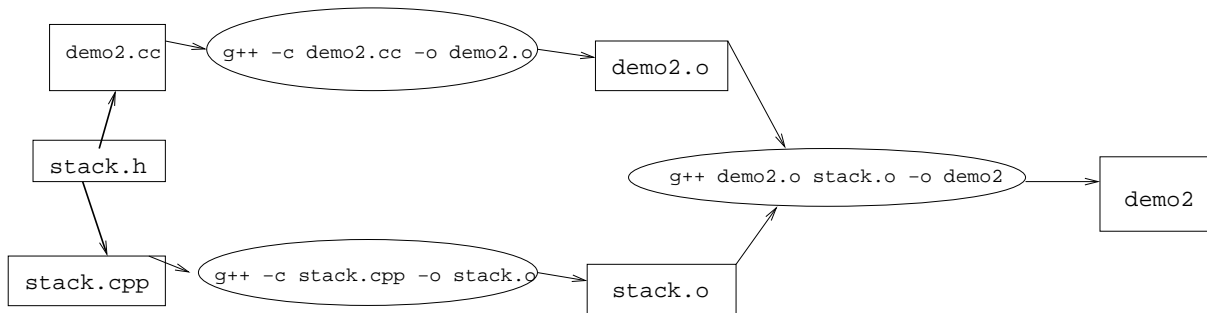 demo2.cc
g++ -c demo2.cc -o demo2.o
demo2.o
stack.h
g++ demo2.o stack.o -o demo2
demo2
stack.cpp
g++ -c stack.cpp -o stack.o
stack.o